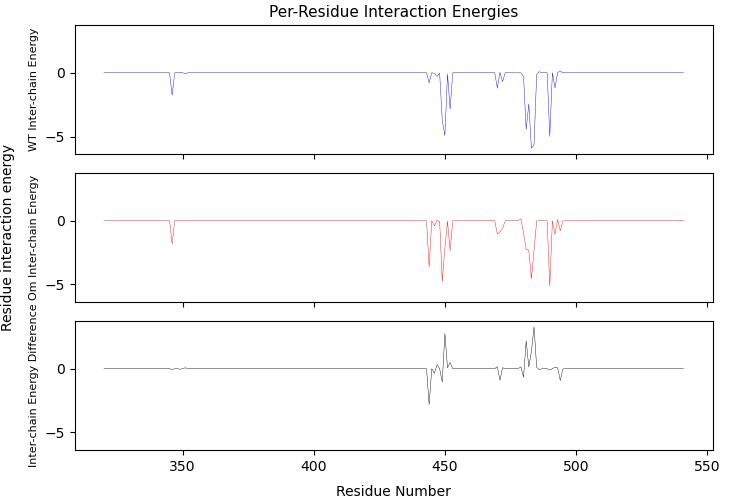 Per-Residue Interaction Energies
Residue interaction energy
WT Inter-chain Energy
0
−5
Om Inter-chain Energy
0
−5
Inter-chain Energy Difference
0
−5
350
400
450
500
550
Residue Number